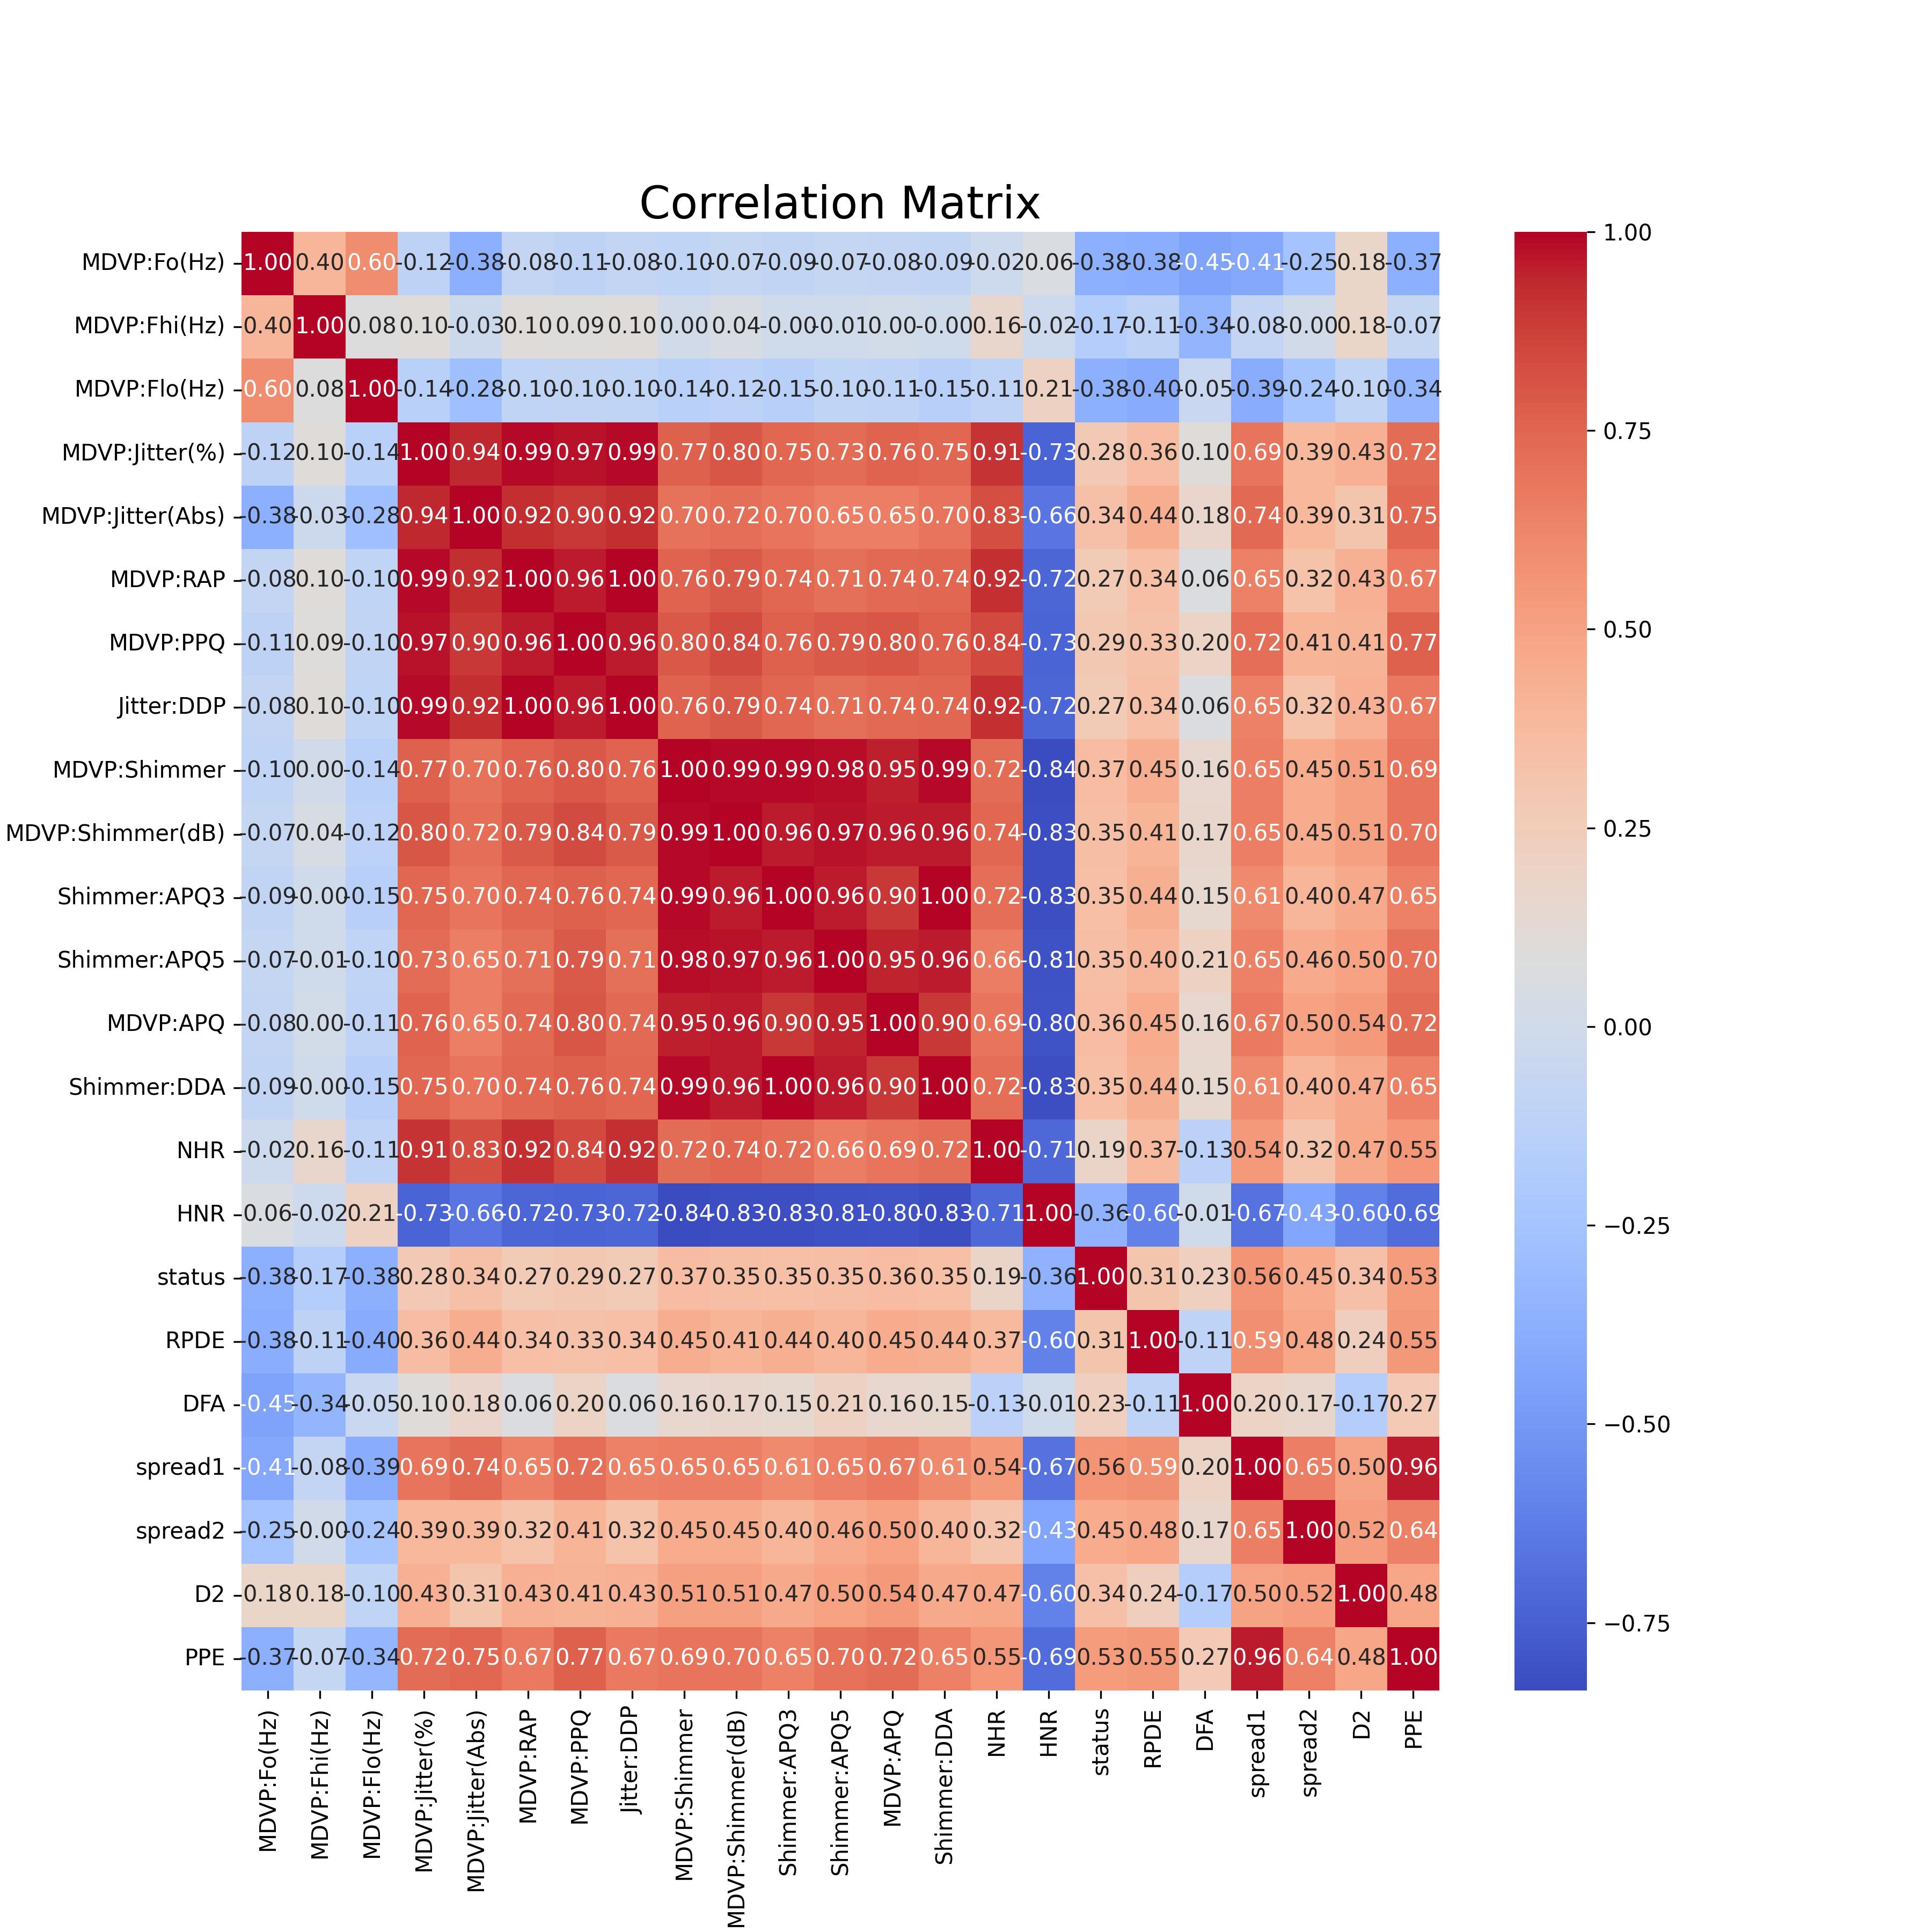 Correlation Matrix
MDVP:Fo(Hz) 1.00 0.40 0.60 -0.12 -0.38 -0.08 -0.11 -0.08 -0.10 -0.07 -0.09 -0.07 -0.08 -0.09 -0.02 0.06 -0.38 -0.38 -0.45 -0.41 -0.25 0.18 -0.37
MDVP:Fhi(Hz) 0.40 1.00 0.08 0.10 -0.03 0.10 0.09 0.10 0.00 0.04 -0.00 -0.01 0.00 -0.00 0.16 -0.02 -0.17 -0.11 -0.34 -0.08 -0.00 0.18 -0.07
MDVP:Flo(Hz) 0.60 0.08 1.00 -0.14 -0.28 -0.10 -0.10 -0.10 -0.14 -0.12 -0.15 -0.10 -0.11 -0.15 -0.11 0.21 -0.38 -0.40 -0.05 -0.39 -0.24 -0.10 -0.34
MDVP:Jitter(%) -0.12 0.10 -0.14 1.00 0.94 0.99 0.97 0.99 0.77 0.80 0.75 0.73 0.76 0.75 0.91 -0.73 0.28 0.36 0.10 0.69 0.39 0.43 0.72
MDVP:Jitter(Abs) -0.38 -0.03 -0.28 0.94 1.00 0.92 0.90 0.92 0.70 0.72 0.70 0.65 0.65 0.70 0.83 -0.66 0.34 0.44 0.18 0.74 0.39 0.31 0.75
MDVP:RAP -0.08 0.10 -0.10 0.99 0.92 1.00 0.96 1.00 0.76 0.79 0.74 0.71 0.74 0.74 0.92 -0.72 0.27 0.34 0.06 0.65 0.32 0.43 0.67
MDVP:PPQ -0.11 0.09 -0.10 0.97 0.90 0.96 1.00 0.96 0.80 0.84 0.76 0.79 0.80 0.76 0.84 -0.73 0.29 0.33 0.20 0.72 0.41 0.41 0.77
Jitter:DDP -0.08 0.10 -0.10 0.99 0.92 1.00 0.96 1.00 0.76 0.79 0.74 0.71 0.74 0.74 0.92 -0.72 0.27 0.34 0.06 0.65 0.32 0.43 0.67
MDVP:Shimmer -0.10 0.00 -0.14 0.77 0.70 0.76 0.80 0.76 1.00 0.99 0.99 0.98 0.95 0.99 0.72 -0.84 0.37 0.45 0.16 0.65 0.45 0.51 0.69
MDVP:Shimmer(dB) -0.07 0.04 -0.12 0.80 0.72 0.79 0.84 0.79 0.99 1.00 0.96 0.97 0.96 0.96 0.74 -0.83 0.35 0.41 0.17 0.65 0.45 0.51 0.70
Shimmer:APQ3 -0.09 -0.00 -0.15 0.75 0.70 0.74 0.76 0.74 0.99 0.96 1.00 0.96 0.90 1.00 0.72 -0.83 0.35 0.44 0.15 0.61 0.40 0.47 0.65
Shimmer:APQ5 -0.07 -0.01 -0.10 0.73 0.65 0.71 0.79 0.71 0.98 0.97 0.96 1.00 0.95 0.96 0.66 -0.81 0.35 0.40 0.21 0.65 0.46 0.50 0.70
MDVP:APQ -0.08 0.00 -0.11 0.76 0.65 0.74 0.80 0.74 0.95 0.96 0.90 0.95 1.00 0.90 0.69 -0.80 0.36 0.45 0.16 0.67 0.50 0.54 0.72
Shimmer:DDA -0.09 -0.00 -0.15 0.75 0.70 0.74 0.76 0.74 0.99 0.96 1.00 0.96 0.90 1.00 0.72 -0.83 0.35 0.44 0.15 0.61 0.40 0.47 0.65
NHR -0.02 0.16 -0.11 0.91 0.83 0.92 0.84 0.92 0.72 0.74 0.72 0.66 0.69 0.72 1.00 -0.71 0.19 0.37 -0.13 0.54 0.32 0.47 0.55
HNR 0.06 -0.02 0.21 -0.73 -0.66 -0.72 -0.73 -0.72 -0.84 -0.83 -0.83 -0.81 -0.80 -0.83 -0.71 1.00 -0.36 -0.60 -0.01 -0.67 -0.43 -0.60 -0.69
status -0.38 -0.17 -0.38 0.28 0.34 0.27 0.29 0.27 0.37 0.35 0.35 0.35 0.36 0.35 0.19 -0.36 1.00 0.31 0.23 0.56 0.45 0.34 0.53
RPDE -0.38 -0.11 -0.40 0.36 0.44 0.34 0.33 0.34 0.45 0.41 0.44 0.40 0.45 0.44 0.37 -0.60 0.31 1.00 -0.11 0.59 0.48 0.24 0.55
DFA -0.45 -0.34 -0.05 0.10 0.18 0.06 0.20 0.06 0.16 0.17 0.15 0.21 0.16 0.15 -0.13 -0.01 0.23 -0.11 1.00 0.20 0.17 -0.17 0.27
spread1 -0.41 -0.08 -0.39 0.69 0.74 0.65 0.72 0.65 0.65 0.65 0.61 0.65 0.67 0.61 0.54 -0.67 0.56 0.59 0.20 1.00 0.65 0.50 0.96
spread2 -0.25 -0.00 -0.24 0.39 0.39 0.32 0.41 0.32 0.45 0.45 0.40 0.46 0.50 0.40 0.32 -0.43 0.45 0.48 0.17 0.65 1.00 0.52 0.64
D2 0.18 0.18 -0.10 0.43 0.31 0.43 0.41 0.43 0.51 0.51 0.47 0.50 0.54 0.47 0.47 -0.60 0.34 0.24 -0.17 0.50 0.52 1.00 0.48
PPE -0.37 -0.07 -0.34 0.72 0.75 0.67 0.77 0.67 0.69 0.70 0.65 0.70 0.72 0.65 0.55 -0.69 0.53 0.55 0.27 0.96 0.64 0.48 1.00
MDVP:Fo(Hz)
MDVP:Fhi(Hz)
MDVP:Flo(Hz)
MDVP:Jitter(%)
MDVP:Jitter(Abs)
MDVP:RAP
MDVP:PPQ
Jitter:DDP
MDVP:Shimmer
MDVP:Shimmer(dB)
Shimmer:APQ3
Shimmer:APQ5
MDVP:APQ
Shimmer:DDA
NHR
HNR
status
RPDE
DFA
spread1
spread2
D2
PPE
1.00
0.75
0.50
0.25
0.00
−0.25
−0.50
−0.75